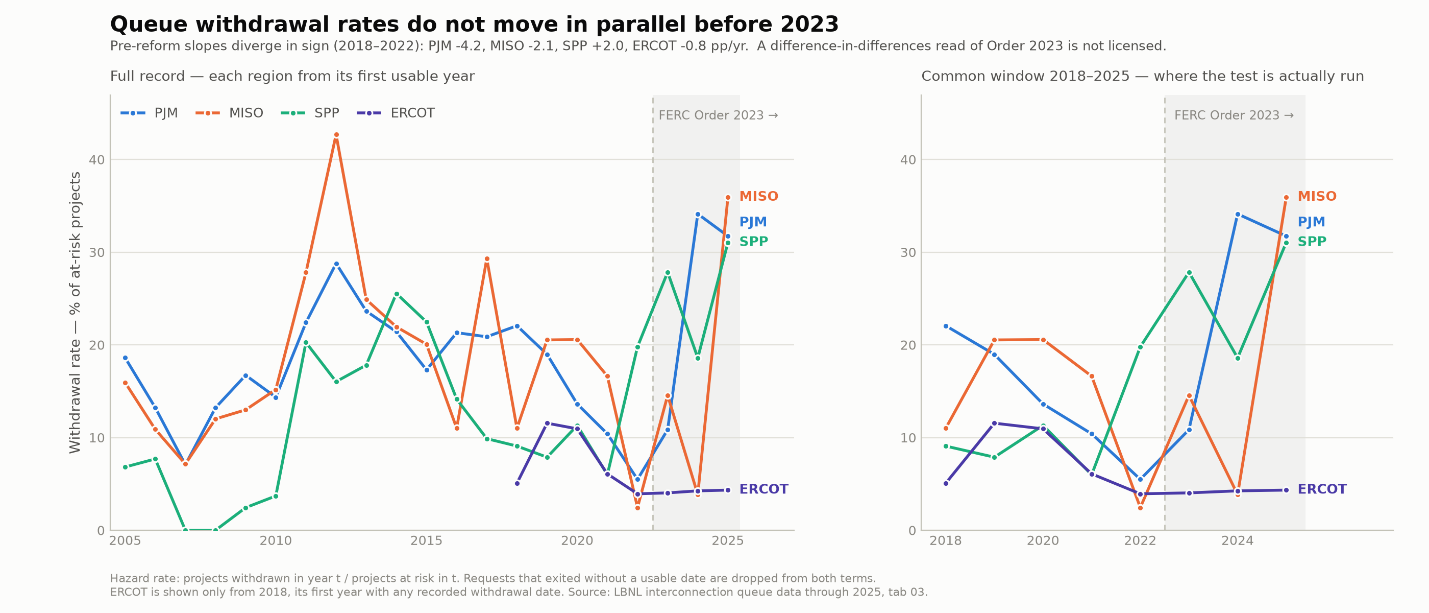 Queue withdrawal rates do not move in parallel before 2023
Pre-reform slopes diverge in sign (2018–2022): PJM -4.2, MISO -2.1, SPP +2.0, ERCOT -0.8 pp/yr.  A difference-in-differences read of Order 2023 is not licensed.
Full record — each region from its first usable year
PJM
MISO
SPP
ERCOT
FERC Order 2023 →
Withdrawal rate — % of at-risk projects
40
30
20
10
0
2005
2010
2015
2020
2025
MISO
PJM
SPP
ERCOT
Common window 2018–2025 — where the test is actually run
FERC Order 2023 →
40
30
20
10
0
2018
2020
2022
2024
MISO
PJM
SPP
ERCOT
Hazard rate: projects withdrawn in year t / projects at risk in t. Requests that exited without a usable date are dropped from both terms.
ERCOT is shown only from 2018, its first year with any recorded withdrawal date. Source: LBNL interconnection queue data through 2025, tab 03.